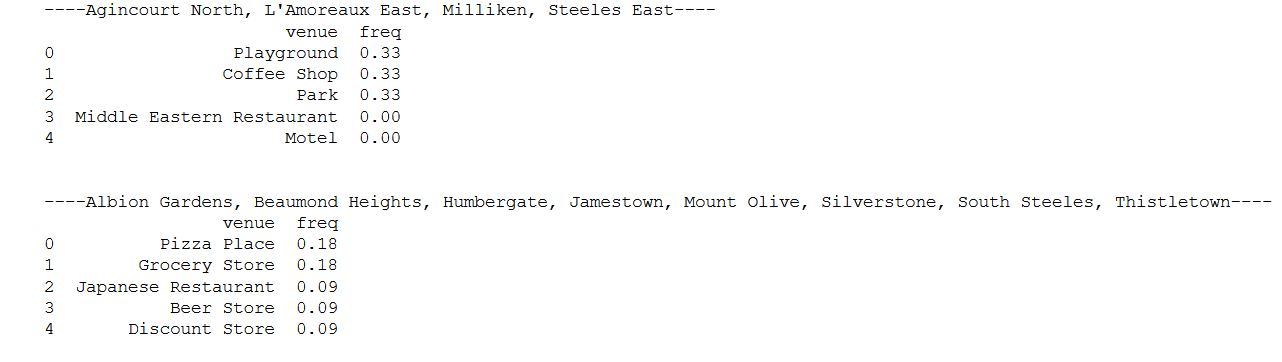 ----Agincourt North, L'Amoreaux East, Milliken, Steeles East----
venue freq
0 Playground 0.33
1 Coffee Shop 0.33
2 Park 0.33
3 Middle Eastern Restaurant 0.00
4 Motel 0.00
----Albion Gardens, Beaumond Heights, Humbergate, Jamestown, Mount Olive, Silverstone, South Steeles, Thistletown----
venue freq
0 Pizza Place 0.18
1 Grocery Store 0.18
2 Japanese Restaurant 0.09
3 Beer Store 0.09
4 Discount Store 0.09